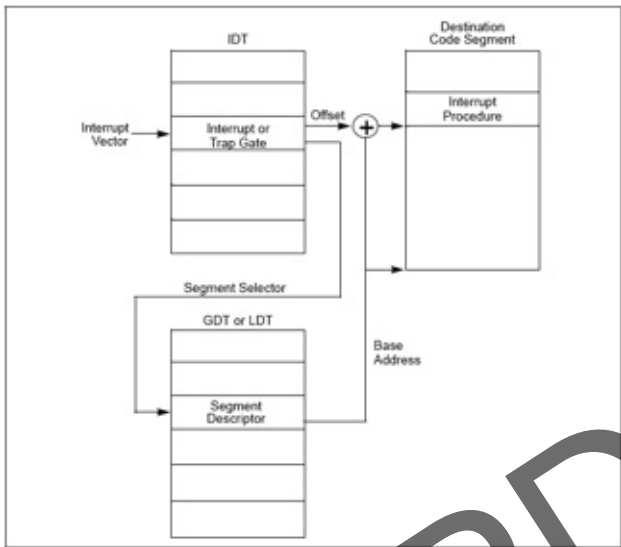 IDT
Destination
Code Segment
Interrupt
Vector
Interrupt or
Trap Gate
Offset
+
Interrupt
Procedure
Segment Selector
GDT or LDT
Base
Address
Segment
Descriptor